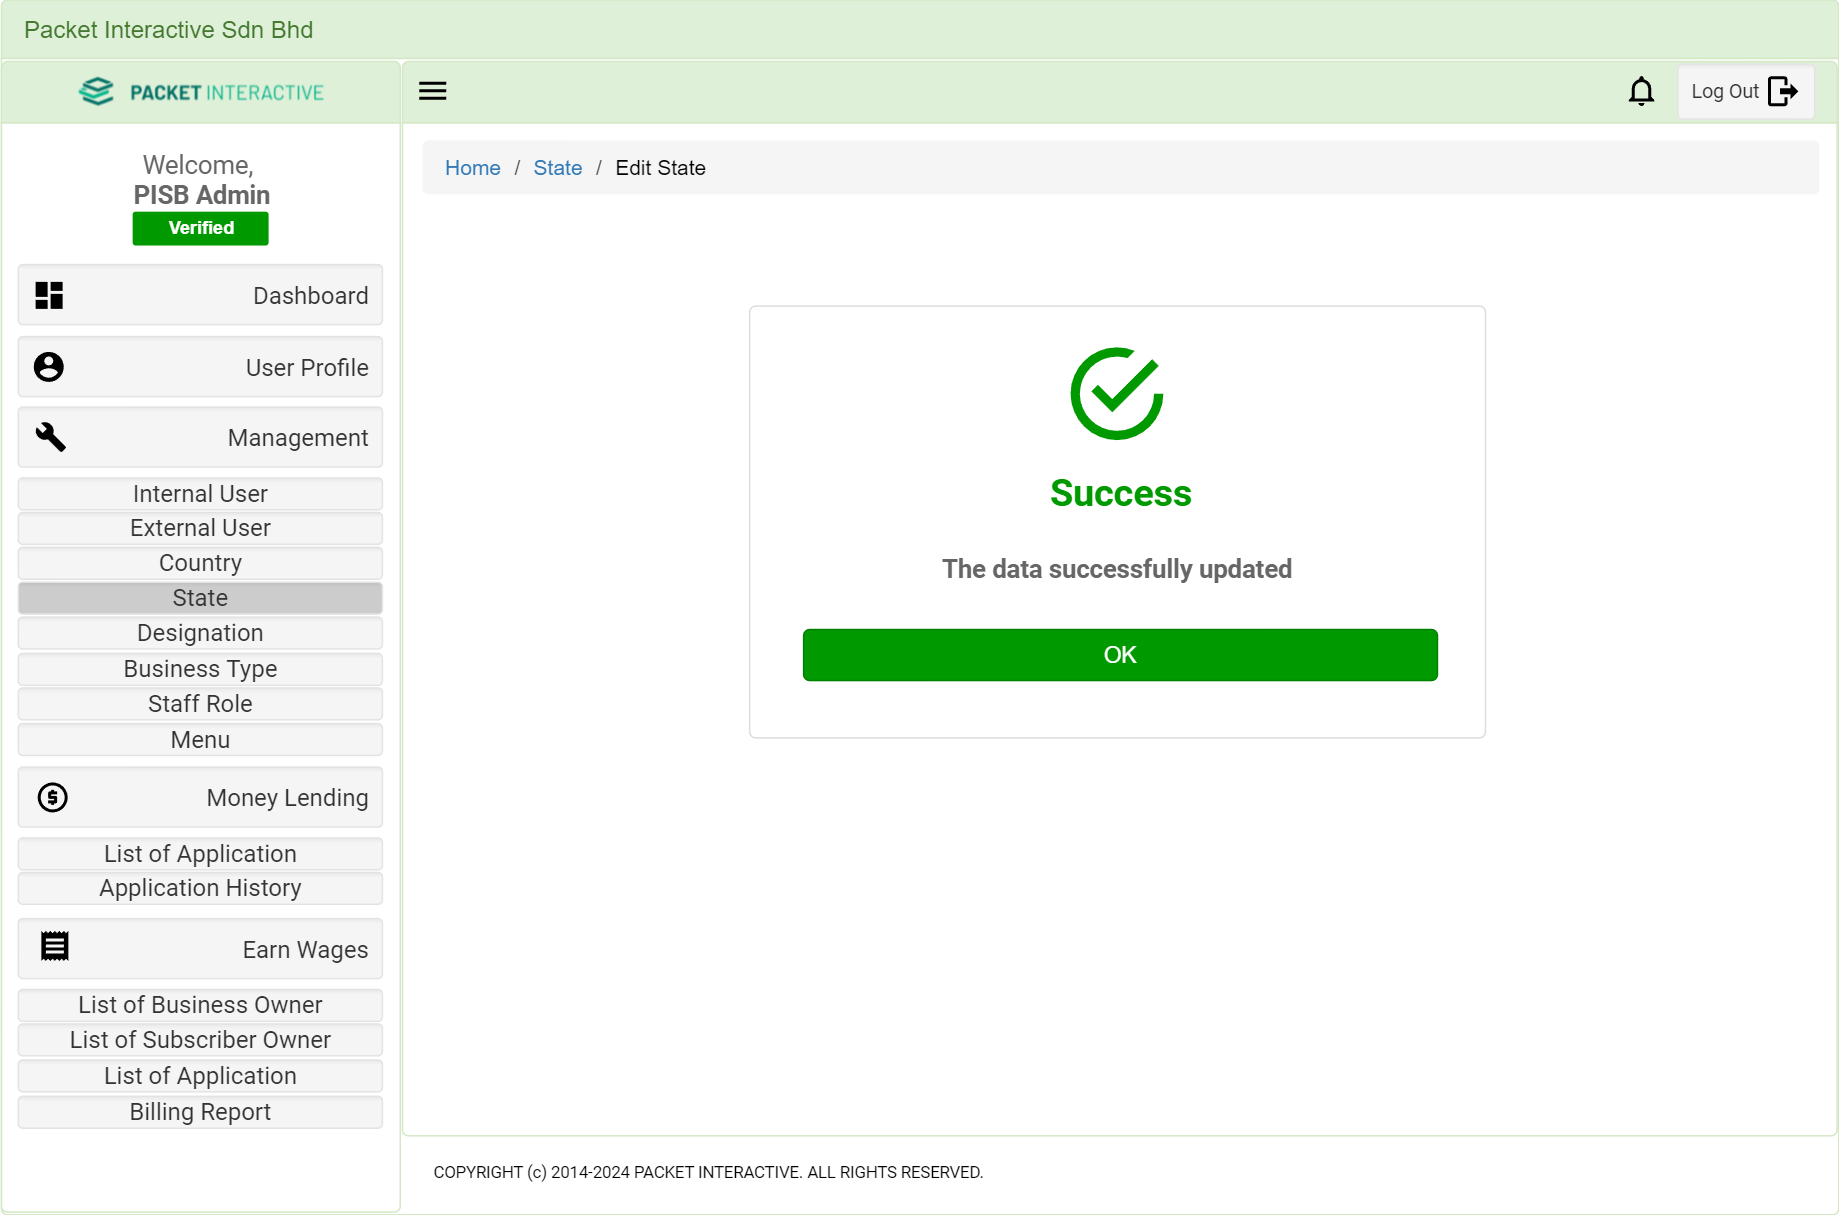 Packet Interactive Sdn Bhd
PACKET INTERACTIVE
Log Out
Welcome,
PISB Admin
Verified
Dashboard
User Profile
Management
Internal User
External User
Country
State
Designation
Business Type
Staff Role
Menu
Money Lending
List of Application
Application History
Earn Wages
List of Business Owner
List of Subscriber Owner
List of Application
Billing Report
Home / State / Edit State
Success
The data successfully updated
OK
COPYRIGHT (c) 2014-2024 PACKET INTERACTIVE. ALL RIGHTS RESERVED.